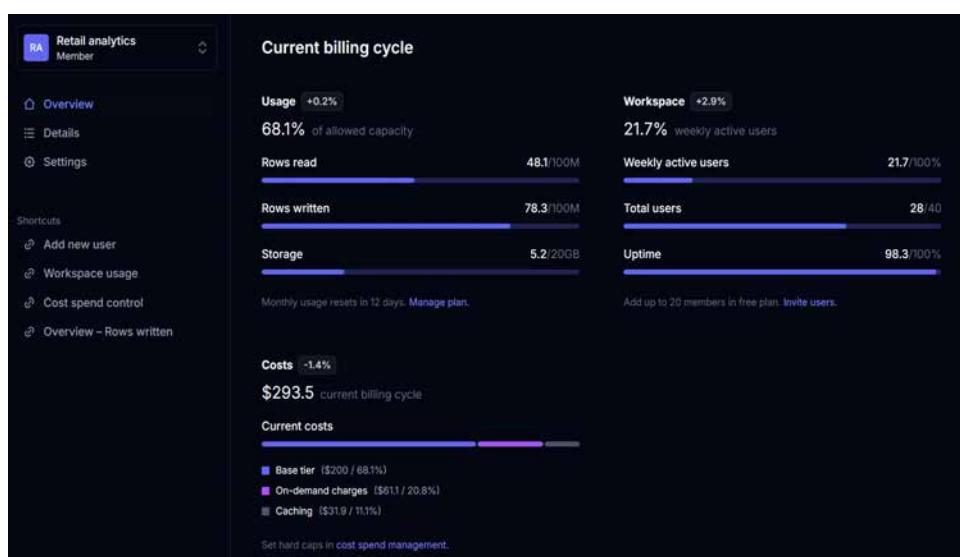 RA
Retail analytics
Member
Overview
Details
Settings
Shortcuts
Add new user
Workspace usage
Cost spend control
Overview – Rows written
Current billing cycle
Usage +0.2%
68.1% of allowed capacity
Rows read 48.1/100M
Rows written 78.3/100M
Storage 5.2/20GB
Monthly usage resets in 12 days. Manage plan.
Workspace +2.9%
21.7% weekly active users
Weekly active users 21.7/100%
Total users 28/40
Uptime 98.3/100%
Add up to 20 members in free plan. Invite users.
Costs -1.4%
$293.5 current billing cycle
Current costs
Base tier ($200 / 68.1%)
On-demand charges ($61.1 / 20.8%)
Caching ($31.9 / 11.1%)
Set hard caps in cost spend management.